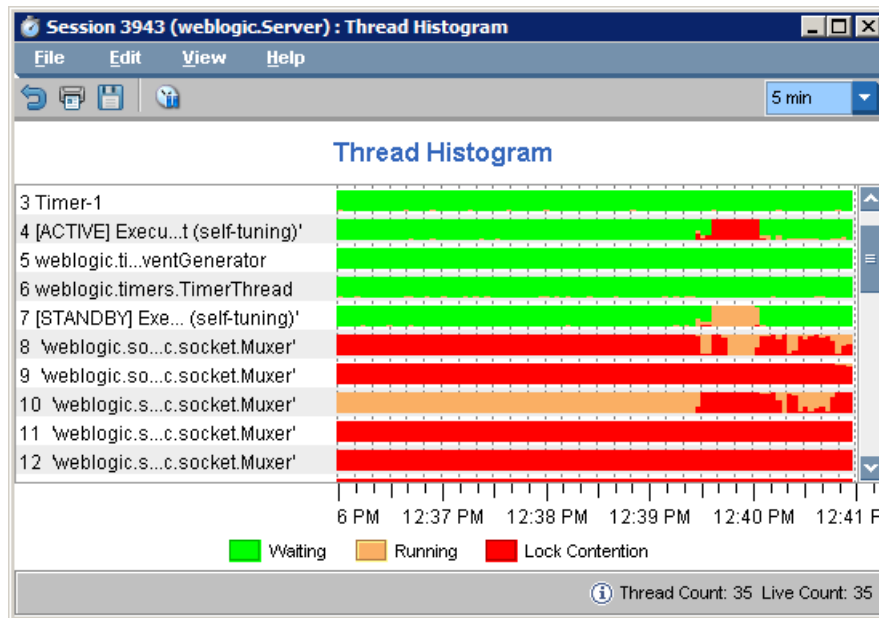 Session 3943 (weblogic.Server) : Thread Histogram
File Edit View Help
5 min
Thread Histogram
3 Timer-1
4 [ACTIVE] Execu...t (self-tuning)'
5 weblogic.ti...ventGenerator
6 weblogic.timers.TimerThread
7 [STANDBY] Exe... (self-tuning)'
8 'weblogic.so...c.socket.Muxer'
9 'weblogic.so...c.socket.Muxer'
10 'weblogic.s...c.socket.Muxer'
11 'weblogic.s...c.socket.Muxer'
12 'weblogic.s...c.socket.Muxer'
6 PM 12:37 PM 12:38 PM 12:39 PM 12:40 PM 12:41 P
Waiting Running Lock Contention
Thread Count: 35 Live Count: 35